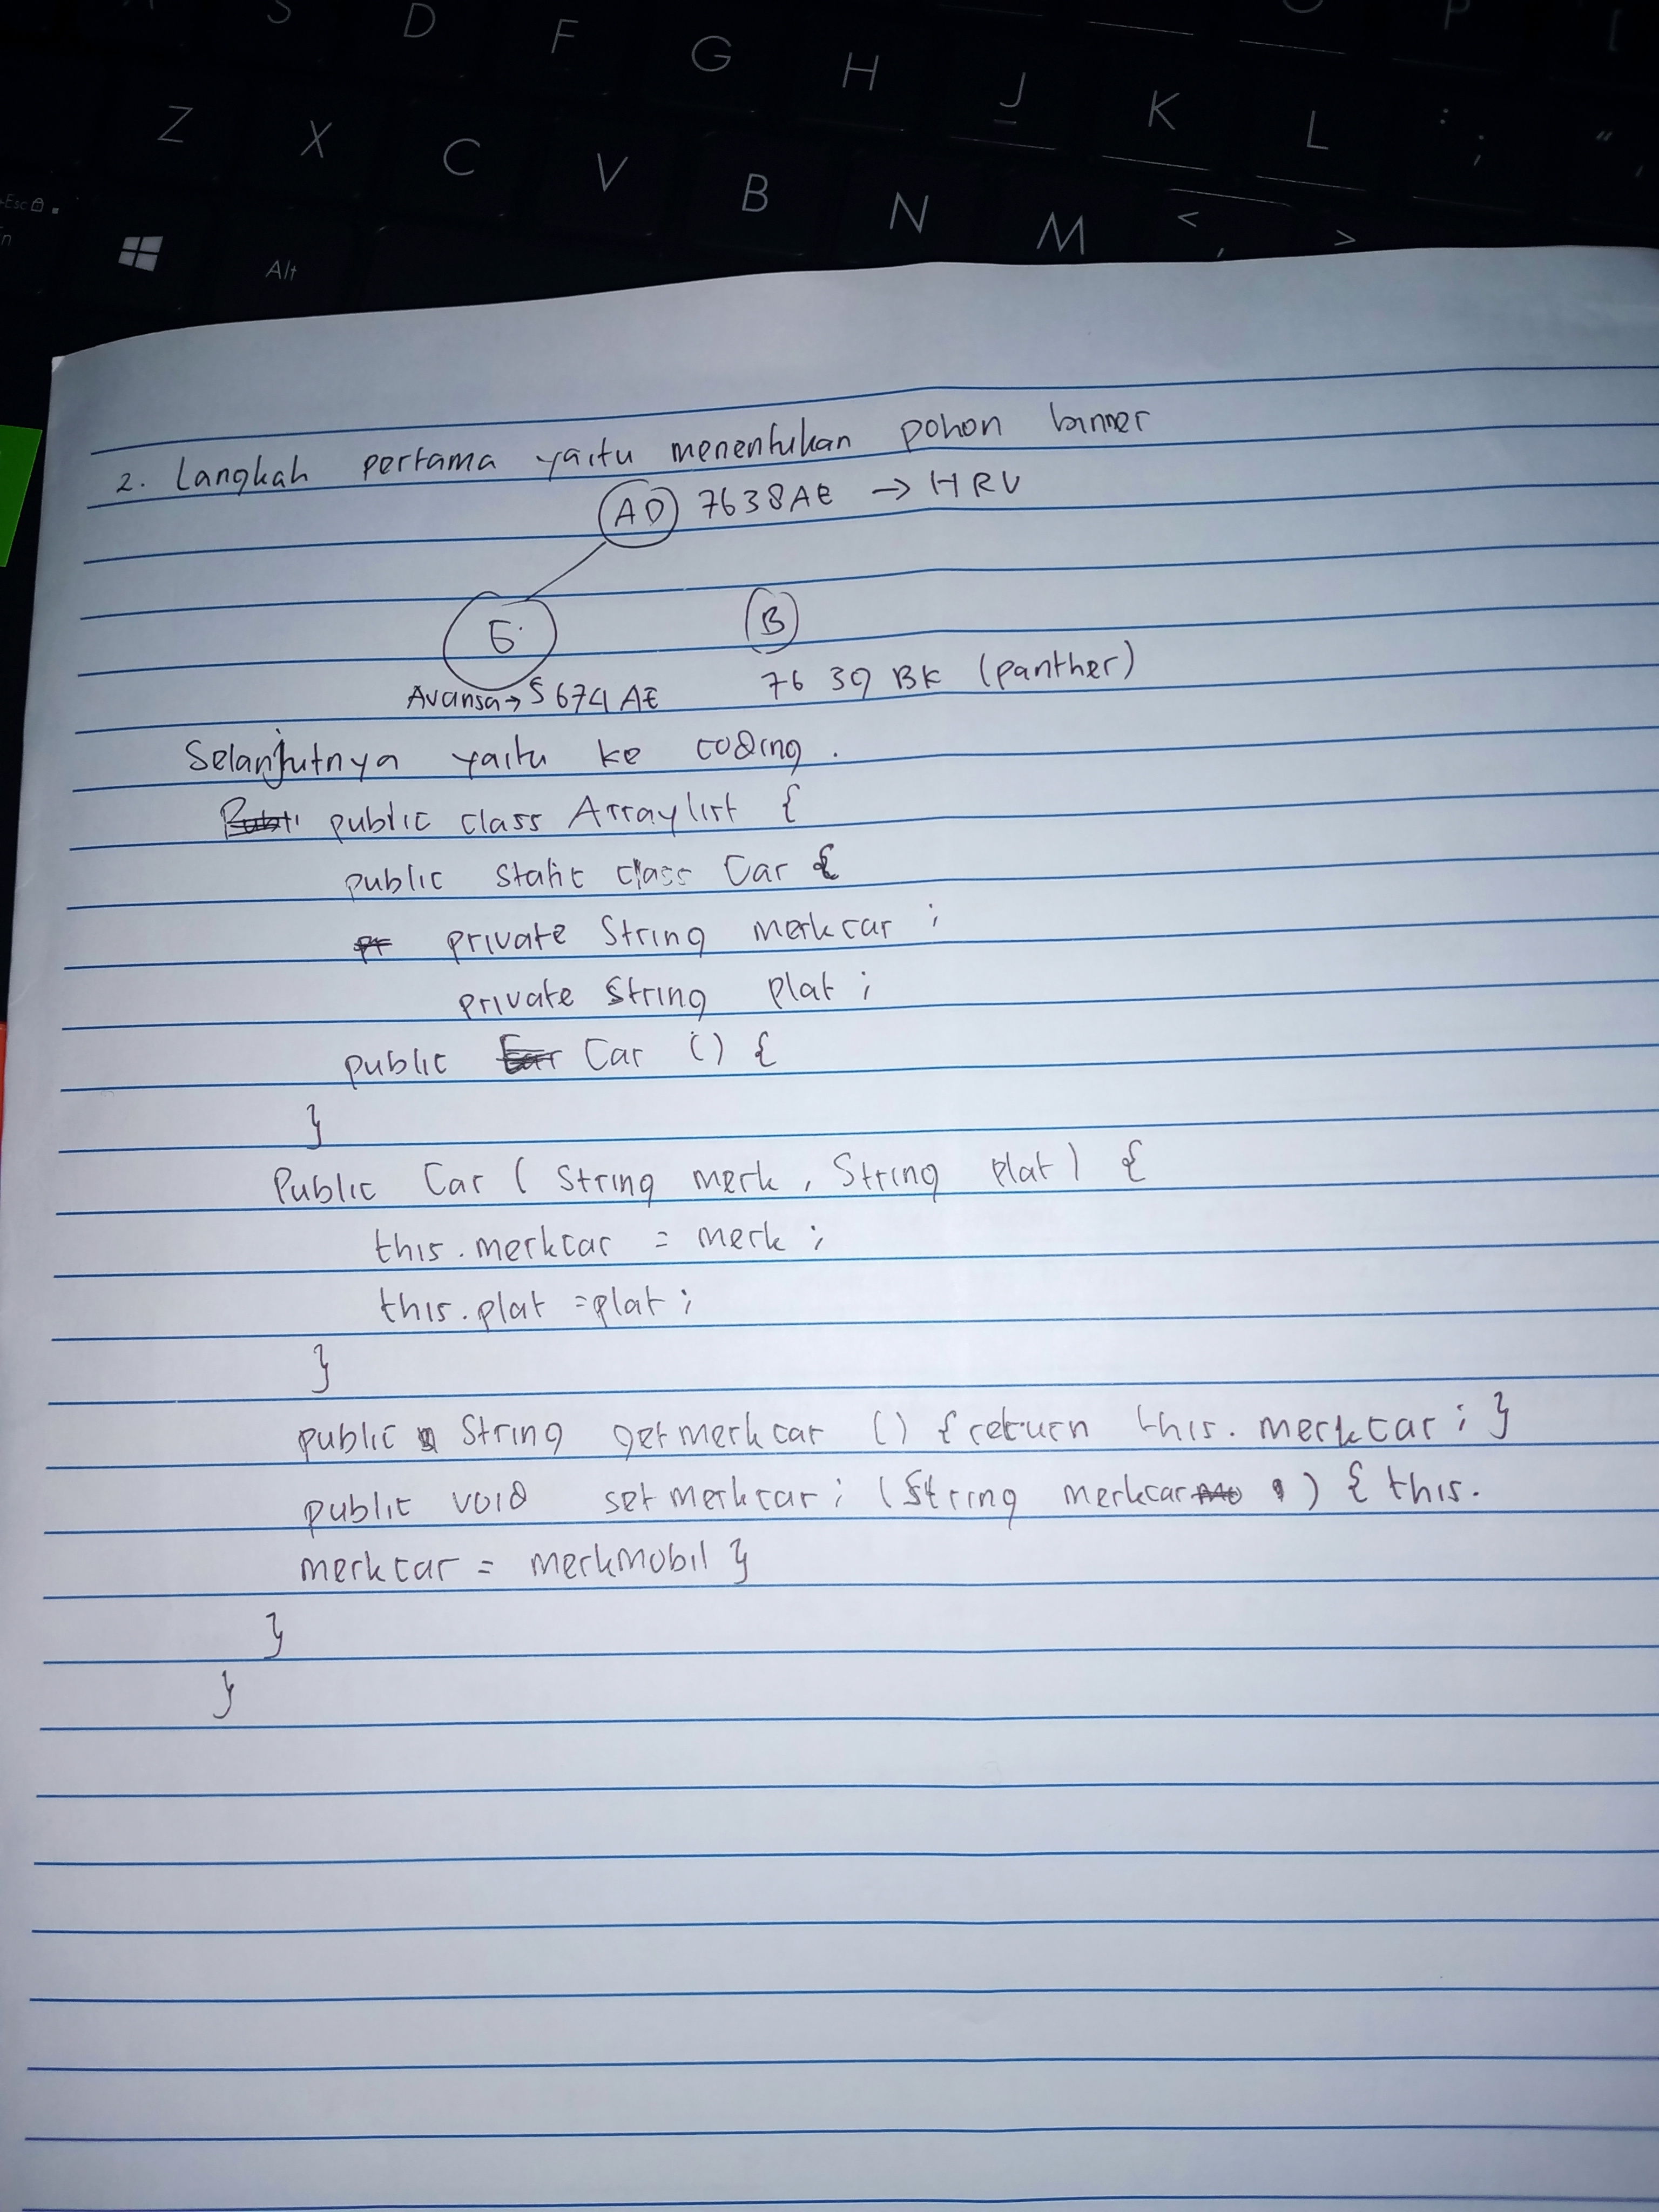 S D F G H J K L : ; "
Z X C V B N M < , >
Esc
Alt
P [
2. Langkah pertama yaitu menentukan pohon binner
AD 7638AE → HRV
G B
Avansa → 5674 AE 7639 BK (panther)
Selanjutnya yaitu ke coding .
public class Arraylist {
public static class Car {
private String merkcar ;
private String plat ;
public Car () {
}
Public Car ( String merk , String plat ) {
this.merkcar = merk ;
this.plat = plat ;
}
public String getmerkcar () { return this. merkcar ; }
public void setmerkcar ; (String merkcar ) { this.
merkcar = merkmobil }
}
}